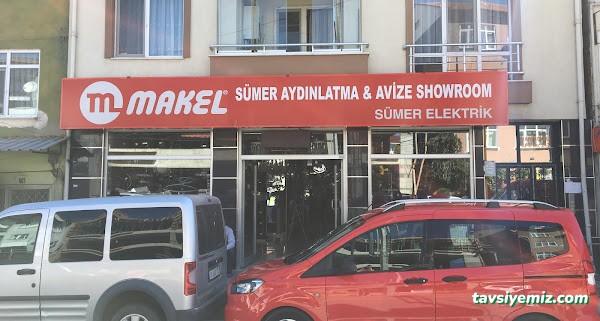 m MAKEL®
SÜMER AYDINLATMA & AVİZE SHOWROOM
SÜMER ELEKTRİK
tavsiyemiz.com